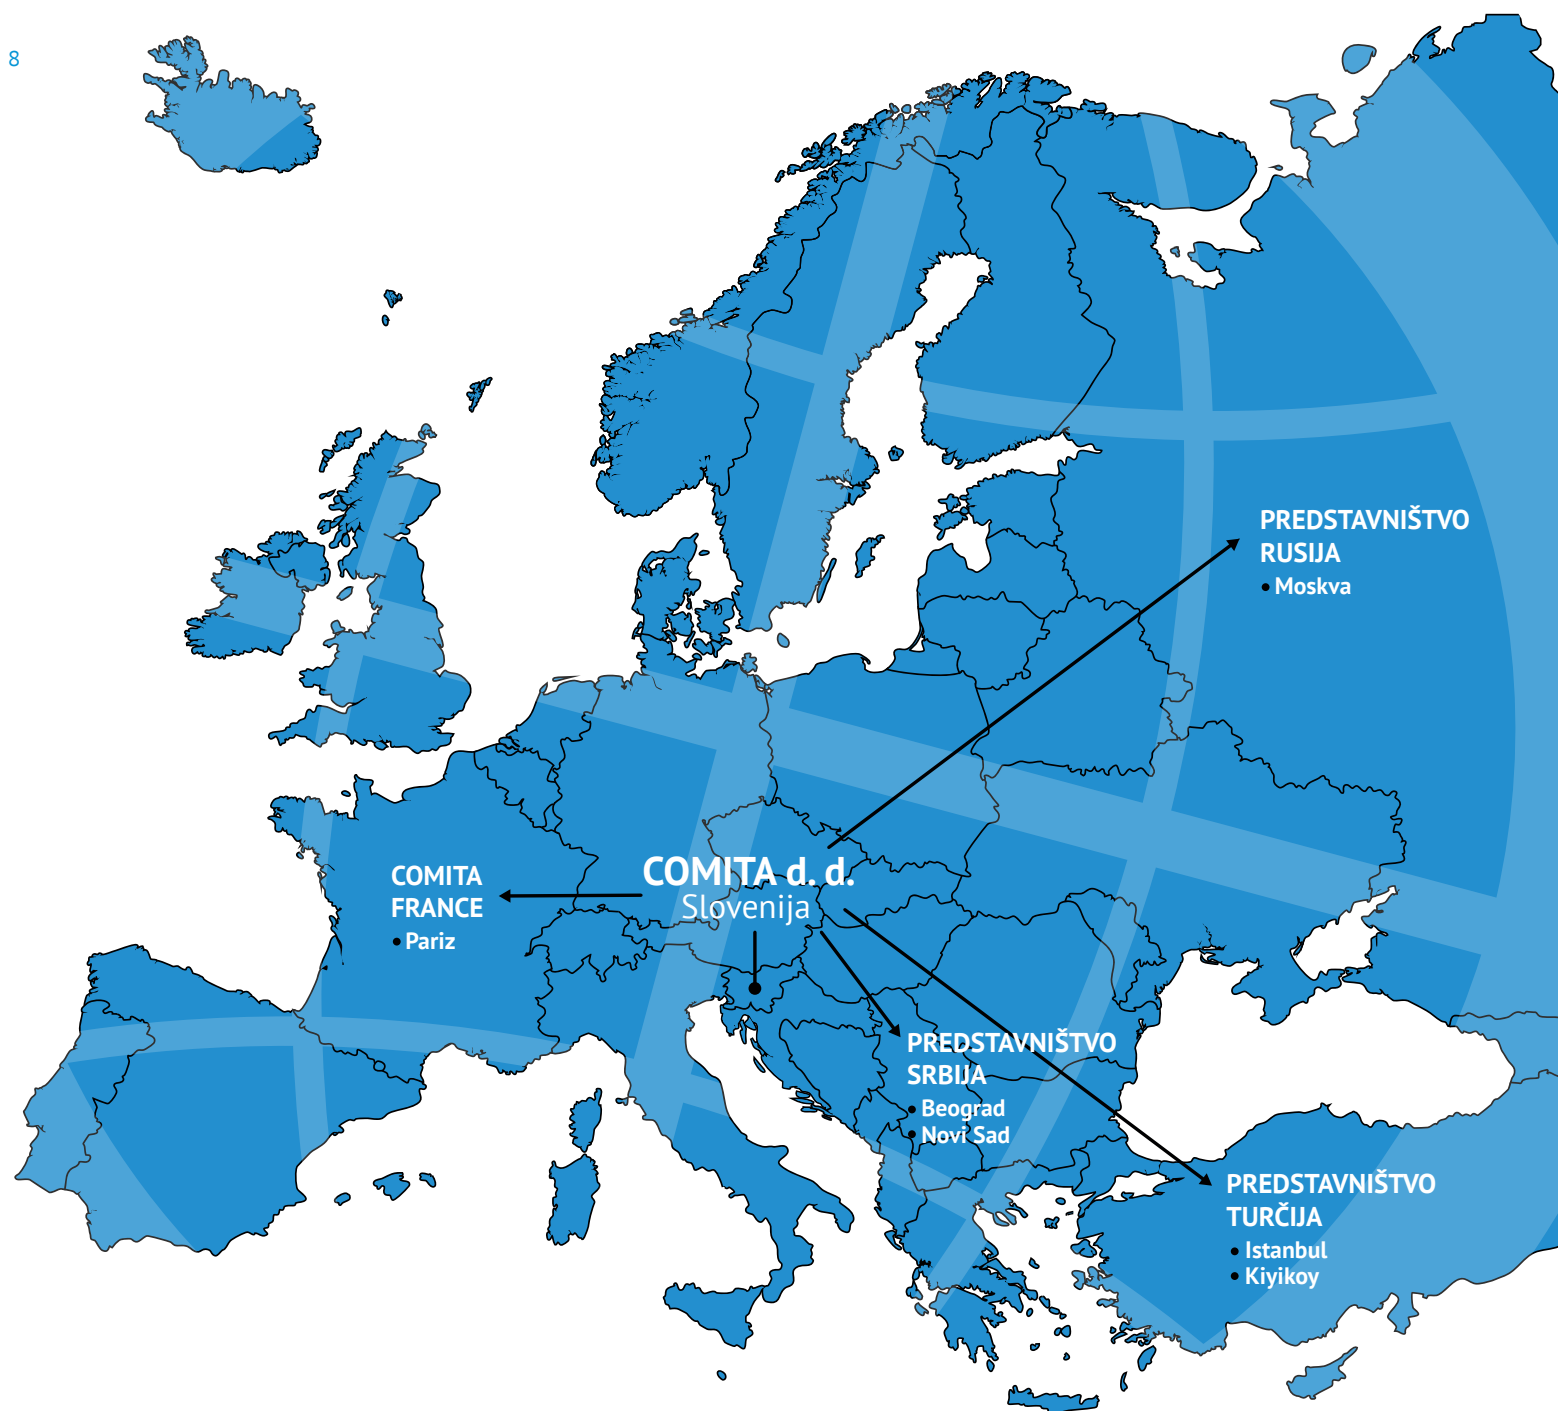 8
PREDSTAVNIŠTVO
RUSIJA
• Moskva
COMITA d. d.
Slovenija
COMITA
FRANCE
• Pariz
PREDSTAVNIŠTVO
SRBIJA
• Beograd
• Novi Sad
PREDSTAVNIŠTVO
TURČIJA
• Istanbul
• Kiyikoy